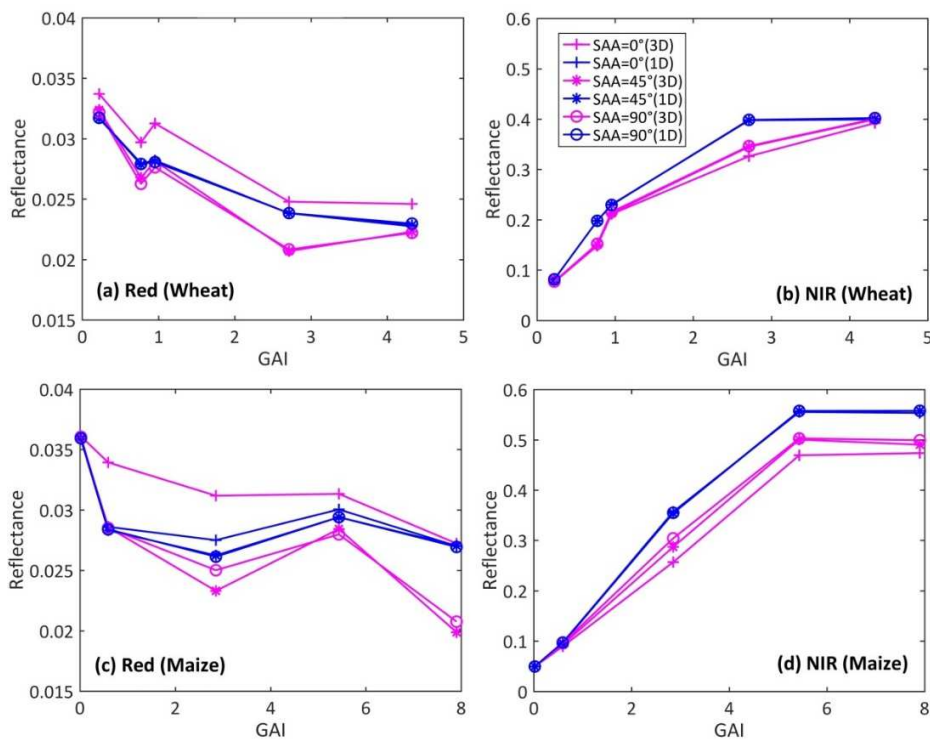 0.04
0.035
0.03
0.025
0.02
0.015
Reflectance
(a) Red (Wheat)
0 1 2 3 4 5
GAI
0.6
0.5
0.4
0.3
0.2
0.1
0
Reflectance
SAA=0°(3D)
SAA=0°(1D)
SAA=45°(3D)
SAA=45°(1D)
SAA=90°(3D)
SAA=90°(1D)
(b) NIR (Wheat)
0 1 2 3 4 5
GAI
0.04
0.035
0.03
0.025
0.02
0.015
Reflectance
(c) Red (Maize)
0 2 4 6 8
GAI
0.6
0.5
0.4
0.3
0.2
0.1
0
Reflectance
(d) NIR (Maize)
0 2 4 6 8
GAI